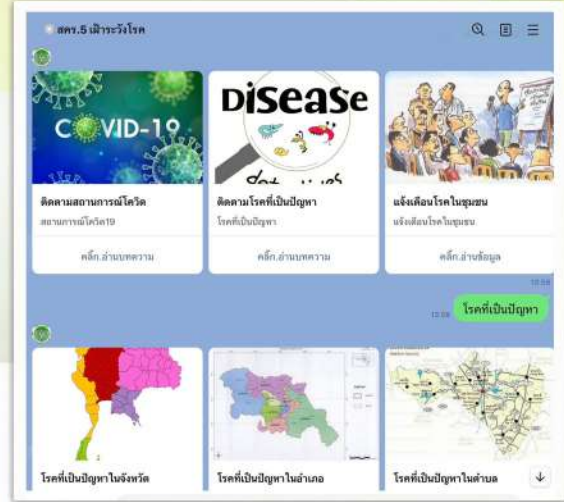 สคร.5 เฝ้าระวังโรค
COVID-19
DiSeaSe
ติดตามสถานการณ์โควิด
สถานการณ์โควิด19
คลิ๊ก.อ่านบทความ
ติดตามโรคที่เป็นปัญหา
โรคที่เป็นปัญหา
คลิ๊ก.อ่านบทความ
แจ้งเตือนโรคในชุมชน
แจ้งเตือนโรคในชุมชน
คลิ๊ก.อ่านข้อมูล
โรคที่เป็นปัญหา
โรคที่เป็นปัญหาในจังหวัด
โรคที่เป็นปัญหาในอำเภอ
โรคที่เป็นปัญหาในตำบล